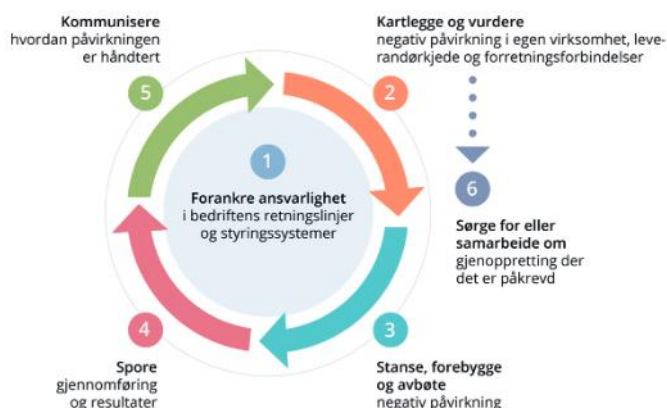 1
Forankre ansvarlighet
i bedriftens retningslinjer
og styringssystemer
2
Kartlegge og vurdere
negativ påvirkning i egen virksomhet, leve-
randørkjede og forretningsforbindelser
3
Stanse, forebygge
og avbøte
negativ påvirkning
4
Spore
gjennomføring
og resultater
5
Kommunisere
hvordan påvirkningen
er håndtert
6
Sørge for eller
samarbeide om
gjenoppretting der
det er påkrevd